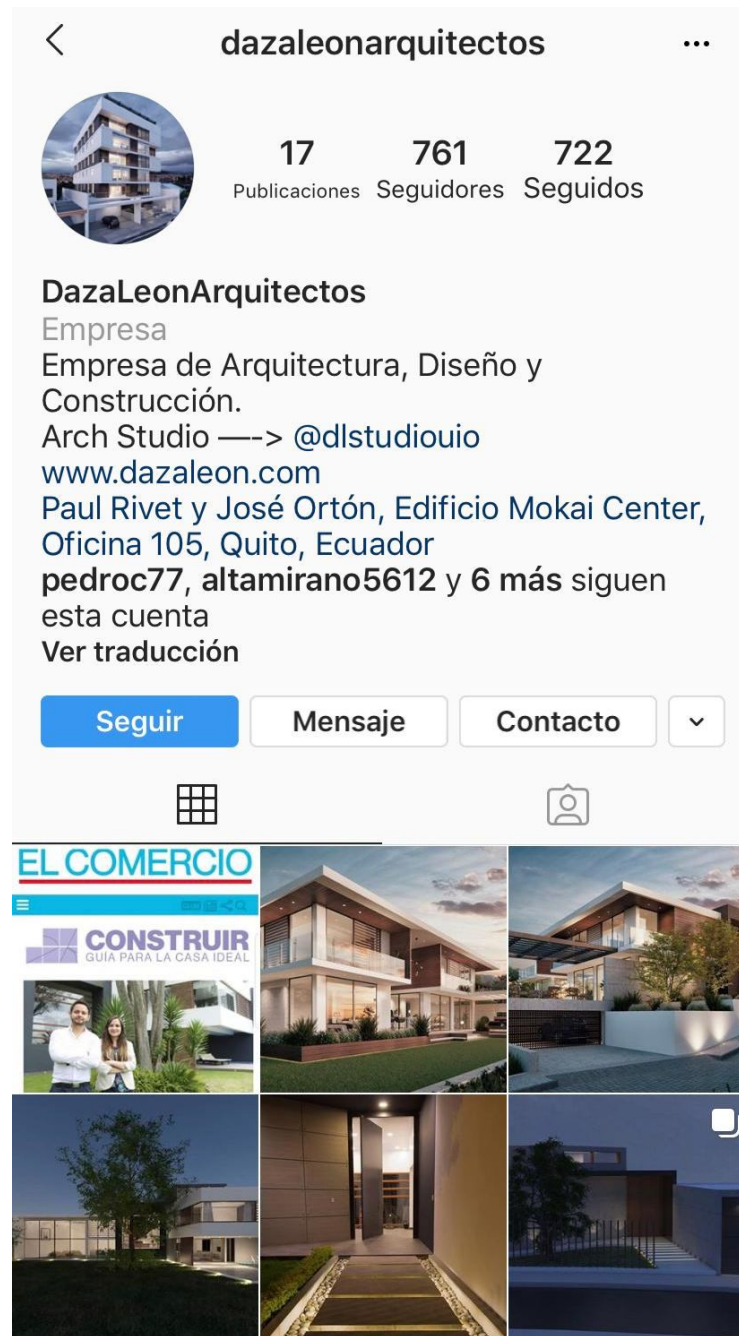 dazaleonarquitectos
17 761 722
Publicaciones Seguidores Seguidos
DazaLeonArquitectos
Empresa
Empresa de Arquitectura, Diseño y
Construcción.
Arch Studio —-> @dlstudiouio
www.dazaleon.com
Paul Rivet y José Ortón, Edificio Mokai Center,
Oficina 105, Quito, Ecuador
pedroc77, altamirano5612 y 6 más siguen
esta cuenta
Ver traducción
Seguir Mensaje Contacto
EL COMERCIO
CONSTRUIR
GUÍA PARA LA CASA IDEAL